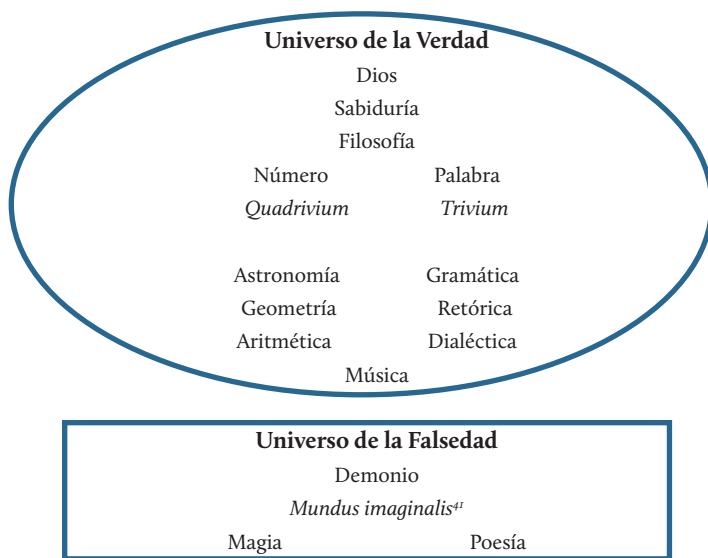 Universo de la Verdad
Dios
Sabiduría
Filosofía
Número Palabra
Quadrivium Trivium
Astronomía Gramática
Geometría Retórica
Aritmética Dialéctica
Música
Universo de la Falsedad
Demonio
Mundus imaginalis⁴¹
Magia Poesía